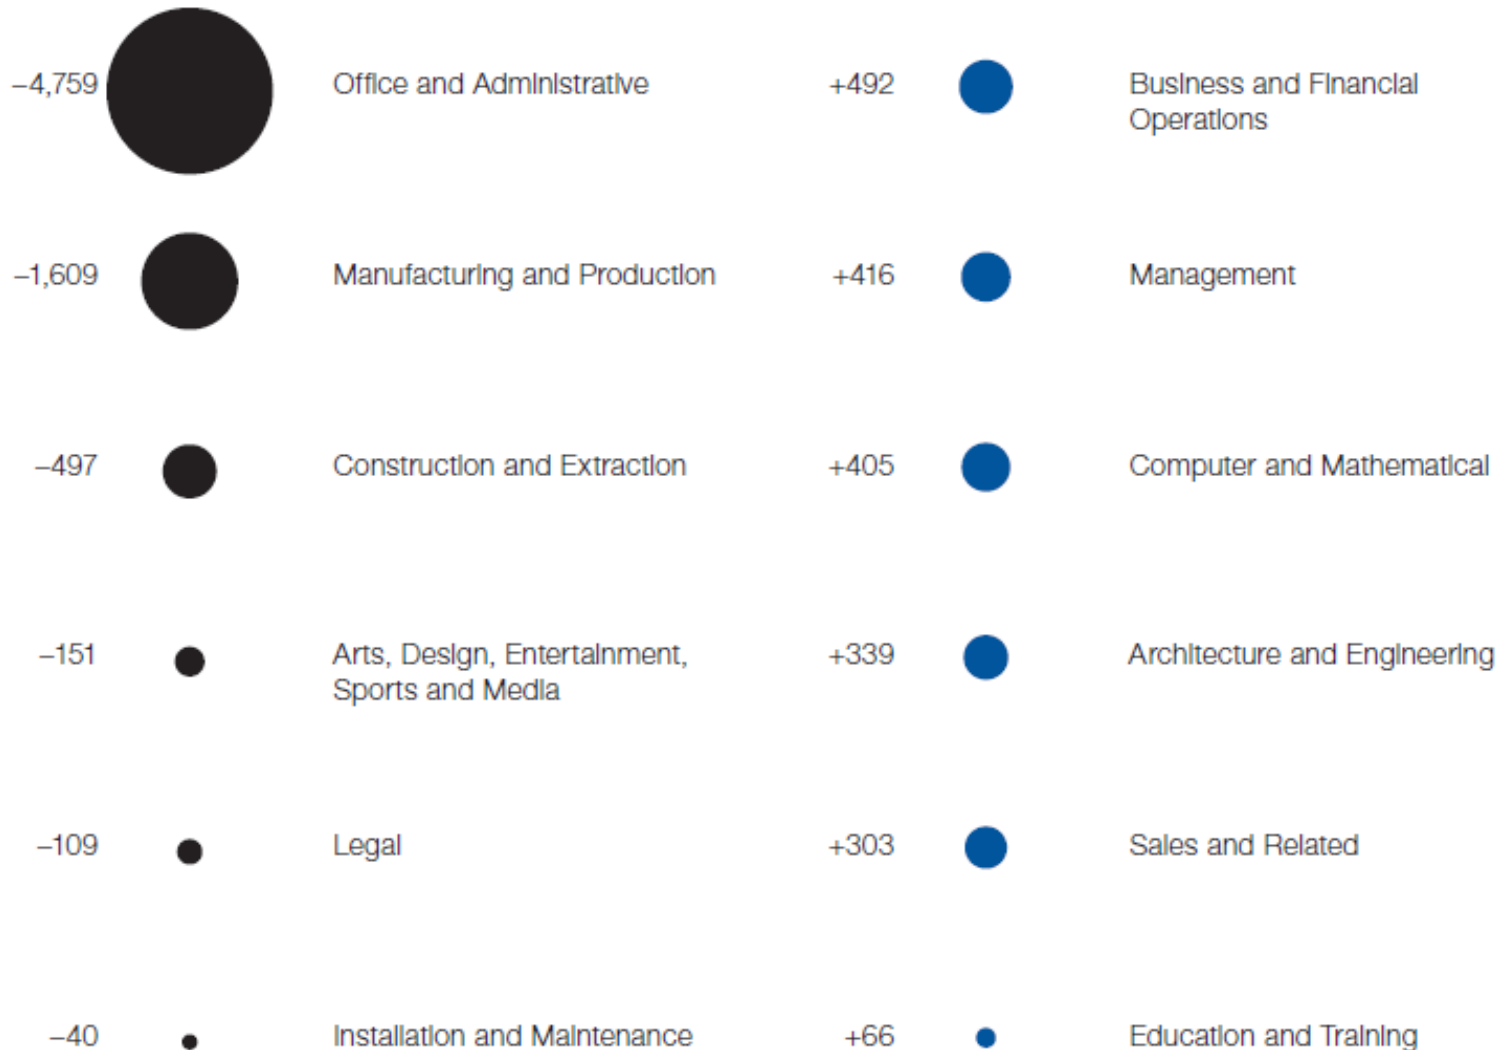 −4,759 Office and Administrative +492 Business and Financial
Operations
−1,609 Manufacturing and Production +416 Management
−497 Construction and Extraction +405 Computer and Mathematical
−151 Arts, Design, Entertainment, +339 Architecture and Engineering
Sports and Media
−109 Legal +303 Sales and Related
−40 Installation and Maintenance +66 Education and Training